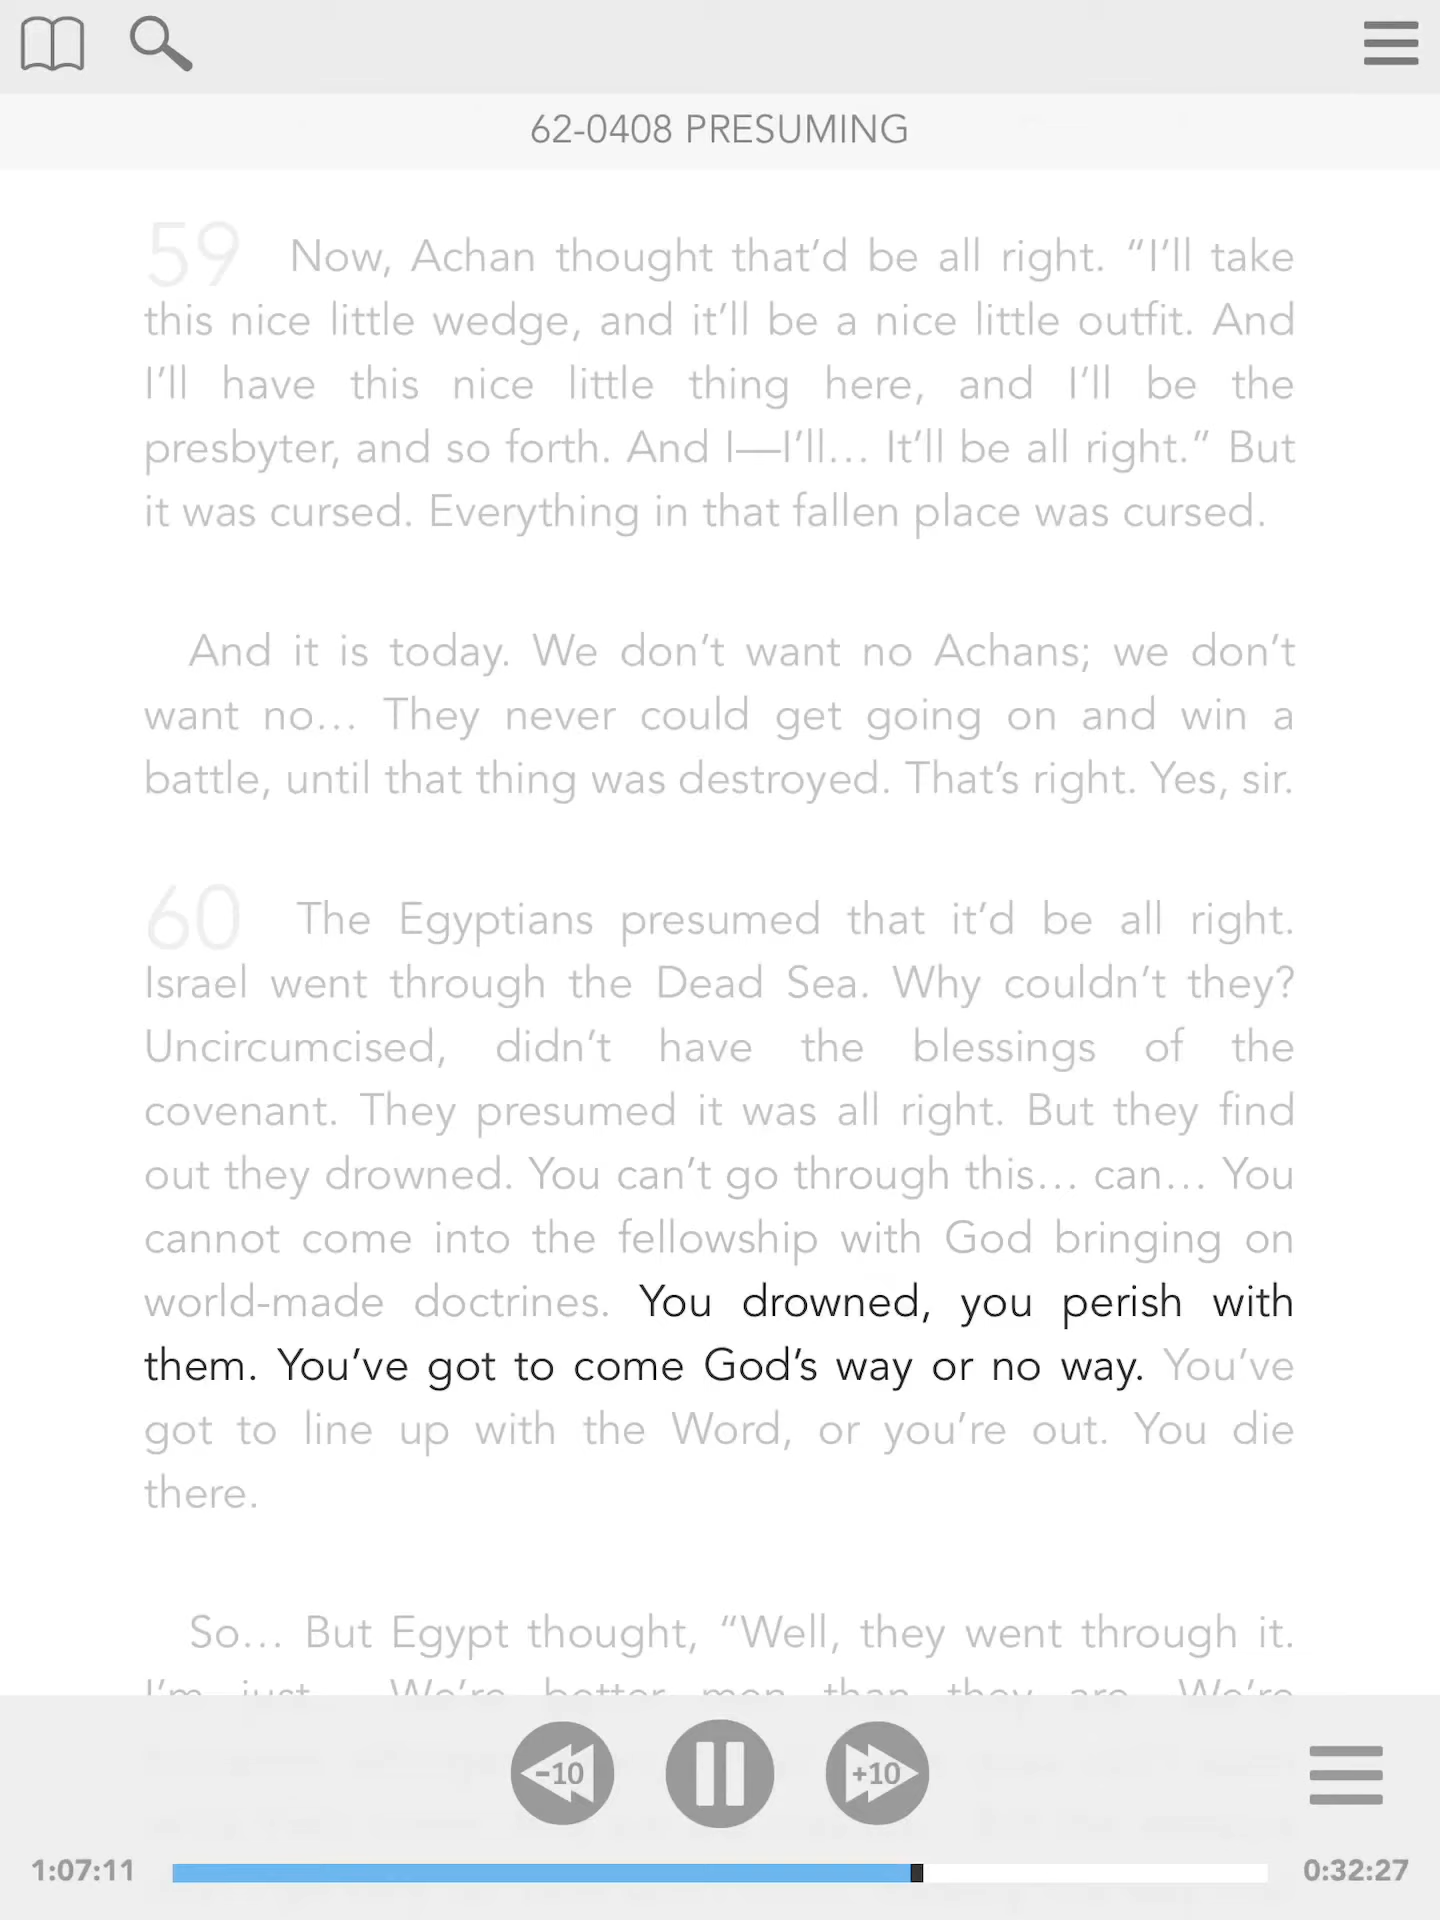 62-0408 PRESUMING
59 Now, Achan thought that’d be all right. “I’ll take
this nice little wedge, and it’ll be a nice little outfit. And
I’ll have this nice little thing here, and I’ll be the
presbyter, and so forth. And I—I’ll… It’ll be all right.” But
it was cursed. Everything in that fallen place was cursed.
And it is today. We don’t want no Achans; we don’t
want no… They never could get going on and win a
battle, until that thing was destroyed. That’s right. Yes, sir.
60 The Egyptians presumed that it’d be all right.
Israel went through the Dead Sea. Why couldn’t they?
Uncircumcised, didn’t have the blessings of the
covenant. They presumed it was all right. But they find
out they drowned. You can’t go through this… can… You
cannot come into the fellowship with God bringing on
world-made doctrines. You drowned, you perish with
them. You’ve got to come God’s way or no way. You’ve
got to line up with the Word, or you’re out. You die
there.
So… But Egypt thought, “Well, they went through it.
I’m just We’re better men than they are. We’re
-10 +10
1:07:11 0:32:27